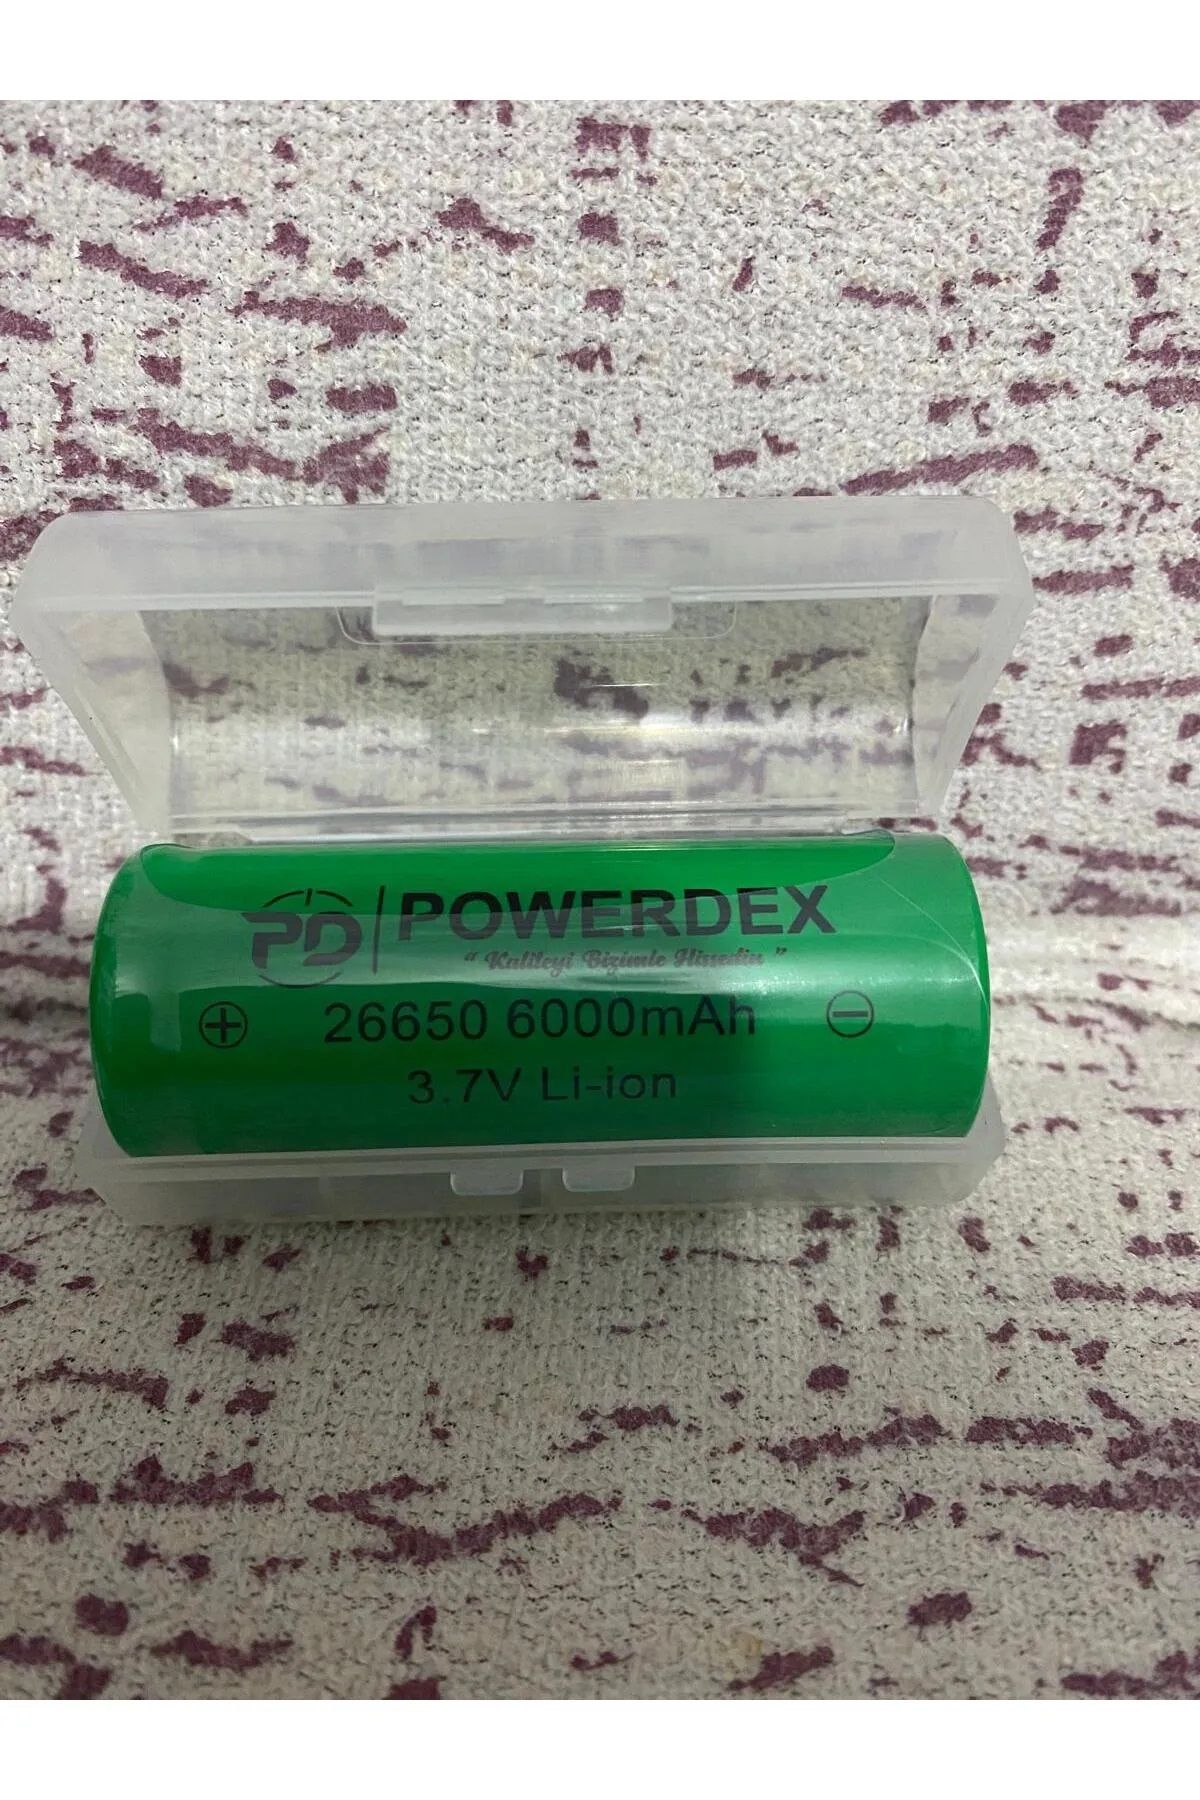 PD POWERDEX
" Kaliteyi Bizimle Hissedin "
+ 26650 6000mAh -
3.7V Li-ion